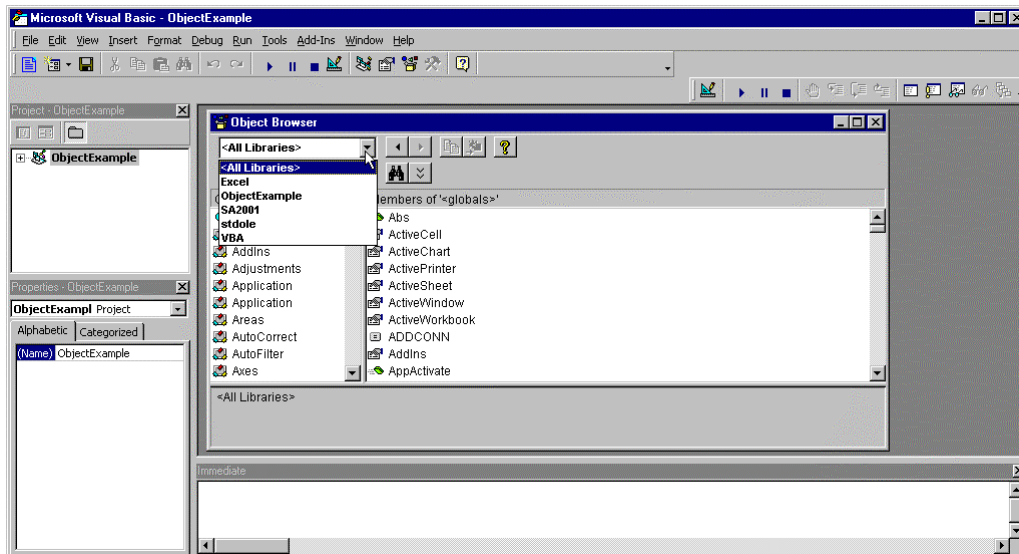 Microsoft Visual Basic - ObjectExample
File Edit View Insert Format Debug Run Tools Add-Ins Window Help
Project - ObjectExample
ObjectExample
Object Browser
<All Libraries>
<All Libraries>
Excel
ObjectExample
SA2001
stdole
VBA
Members of '<globals>'
AddIns
Adjustments
Application
Application
Areas
AutoCorrect
AutoFilter
Axes
Abs
ActiveCell
ActiveChart
ActivePrinter
ActiveSheet
ActiveWindow
ActiveWorkbook
ADDCONN
AddIns
AppActivate
<All Libraries>
Properties - ObjectExample
ObjectExampl Project
Alphabetic Categorized
(Name) ObjectExample
Immediate